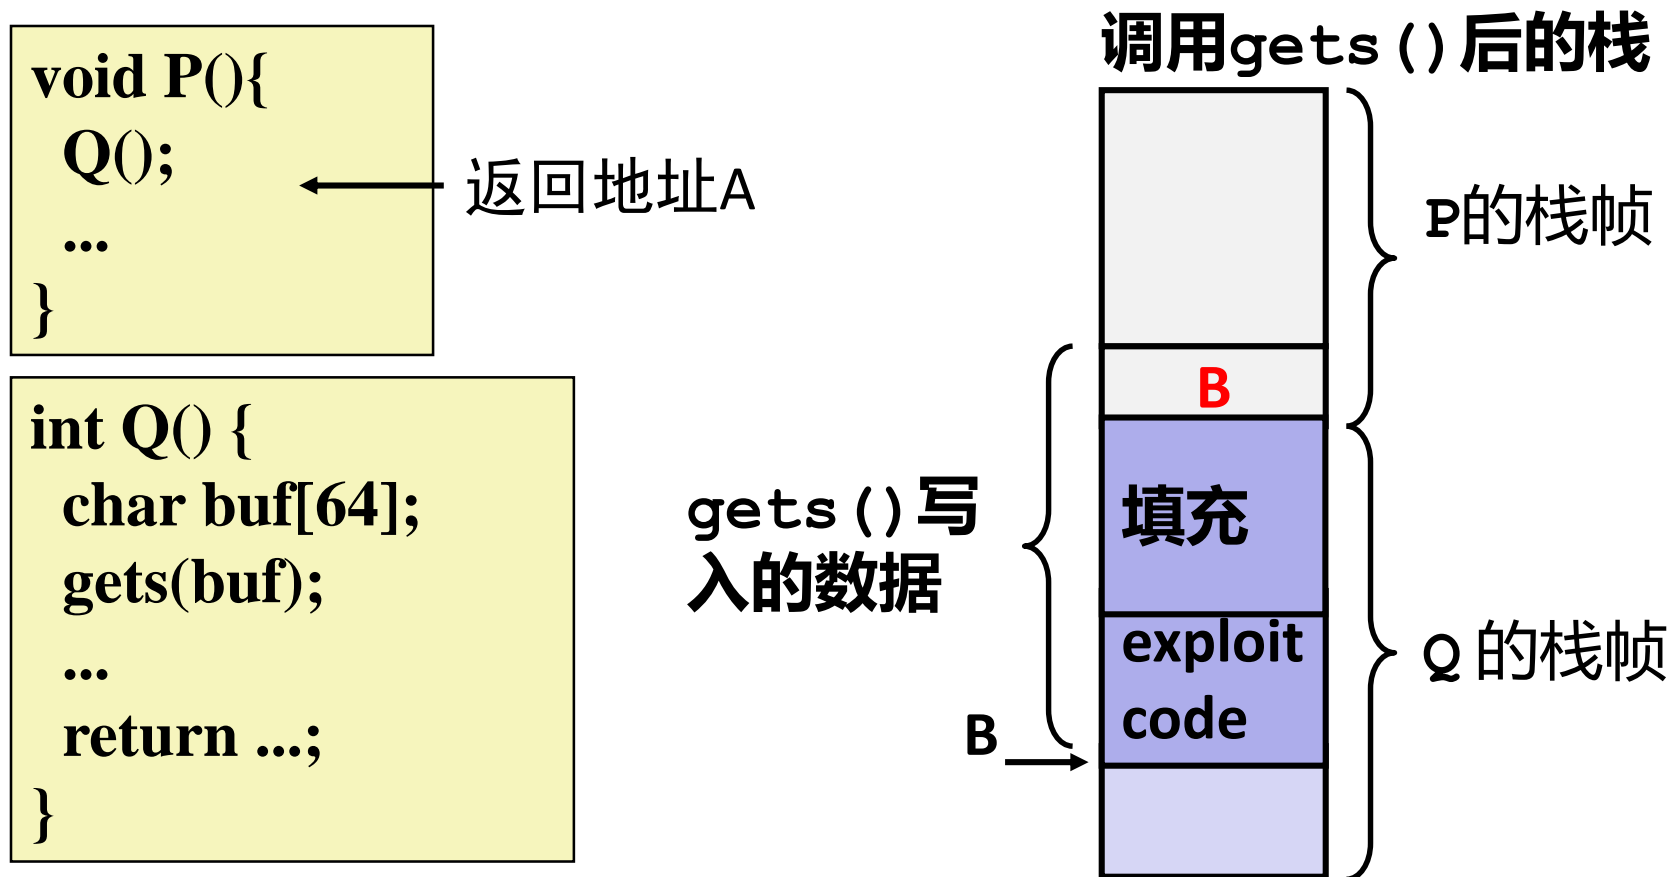 void P(){
Q();
...
}
返回地址A
int Q() {
char buf[64];
gets(buf);
...
return ...;
}
调用gets()后的栈
P的栈帧
B
gets()写
入的数据
填充
exploit
code
B
Q 的栈帧